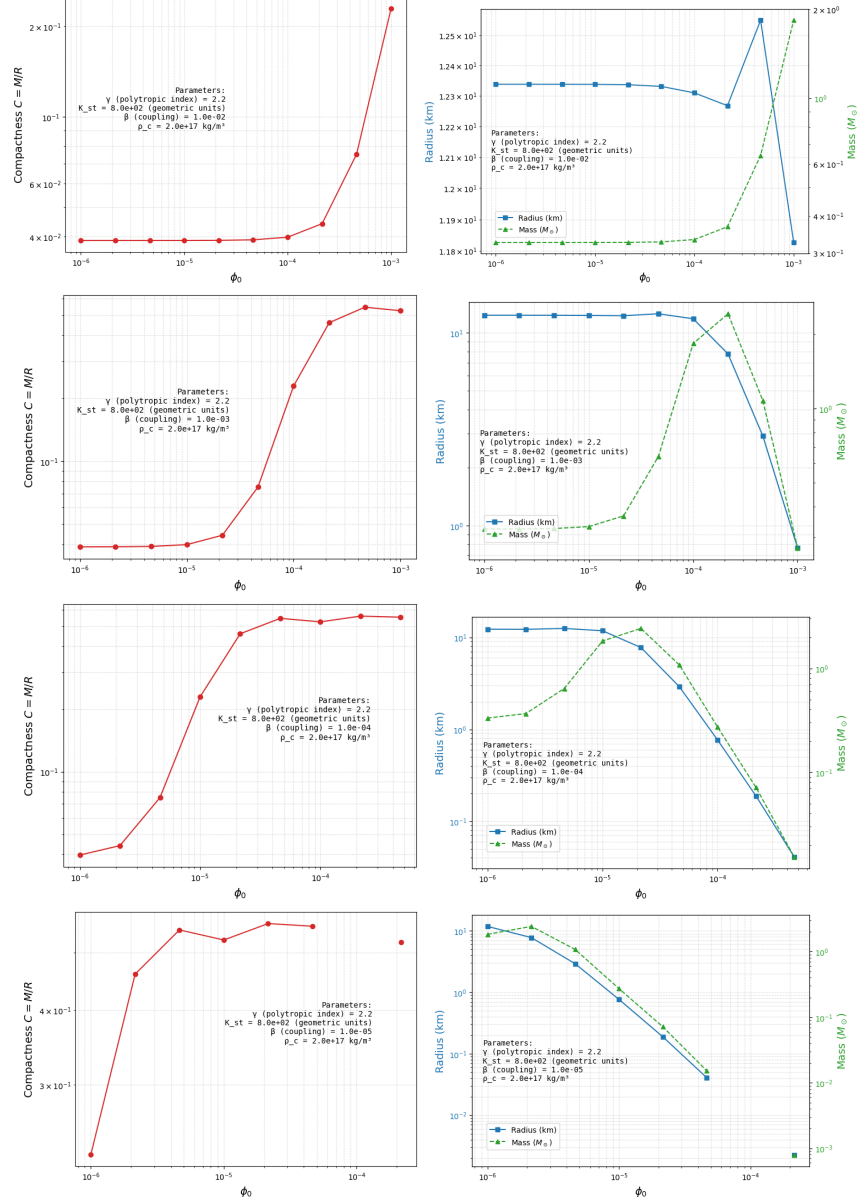 2 × 10⁻¹
10⁻¹
6 × 10⁻²
4 × 10⁻²
Compactness C = M/R
Parameters:
γ (polytropic index) = 2.2
K_st = 8.0e+02 (geometric units)
β (coupling) = 1.0e-02
ρ_c = 2.0e+17 kg/m³
10⁻⁶
10⁻⁵
10⁻⁴
10⁻³
ϕ₀
1.25 × 10¹
1.24 × 10¹
1.23 × 10¹
1.22 × 10¹
1.21 × 10¹
1.2 × 10¹
1.19 × 10¹
1.18 × 10¹
Radius (km)
Parameters:
γ (polytropic index) = 2.2
K_st = 8.0e+02 (geometric units)
β (coupling) = 1.0e-02
ρ_c = 2.0e+17 kg/m³
Radius (km)
Mass (M⊙)
2 × 10⁰
10⁰
6 × 10⁻¹
4 × 10⁻¹
3 × 10⁻¹
Mass (M⊙)
10⁻⁶
10⁻⁵
10⁻⁴
10⁻³
ϕ₀
10⁻¹
Compactness C = M/R
Parameters:
γ (polytropic index) = 2.2
K_st = 8.0e+02 (geometric units)
β (coupling) = 1.0e-03
ρ_c = 2.0e+17 kg/m³
10⁻⁶
10⁻⁵
10⁻⁴
10⁻³
ϕ₀
10¹
10⁰
Radius (km)
Parameters:
γ (polytropic index) = 2.2
K_st = 8.0e+02 (geometric units)
β (coupling) = 1.0e-03
ρ_c = 2.0e+17 kg/m³
Radius (km)
Mass (M⊙)
10⁰
Mass (M⊙)
10⁻⁶
10⁻⁵
10⁻⁴
10⁻³
ϕ₀
10⁻¹
Compactness C = M/R
Parameters:
γ (polytropic index) = 2.2
K_st = 8.0e+02 (geometric units)
β (coupling) = 1.0e-04
ρ_c = 2.0e+17 kg/m³
10⁻⁶
10⁻⁵
10⁻⁴
ϕ₀
10¹
10⁰
10⁻¹
Radius (km)
Parameters:
γ (polytropic index) = 2.2
K_st = 8.0e+02 (geometric units)
β (coupling) = 1.0e-04
ρ_c = 2.0e+17 kg/m³
Radius (km)
Mass (M⊙)
10⁰
10⁻¹
Mass (M⊙)
10⁻⁶
10⁻⁵
10⁻⁴
ϕ₀
4 × 10⁻¹
3 × 10⁻¹
Compactness C = M/R
Parameters:
γ (polytropic index) = 2.2
K_st = 8.0e+02 (geometric units)
β (coupling) = 1.0e-05
ρ_c = 2.0e+17 kg/m³
10⁻⁶
10⁻⁵
10⁻⁴
ϕ₀
10¹
10⁰
10⁻¹
10⁻²
Radius (km)
Parameters:
γ (polytropic index) = 2.2
K_st = 8.0e+02 (geometric units)
β (coupling) = 1.0e-05
ρ_c = 2.0e+17 kg/m³
Radius (km)
Mass (M⊙)
10⁰
10⁻¹
10⁻²
10⁻³
Mass (M⊙)
10⁻⁶
10⁻⁵
10⁻⁴
ϕ₀